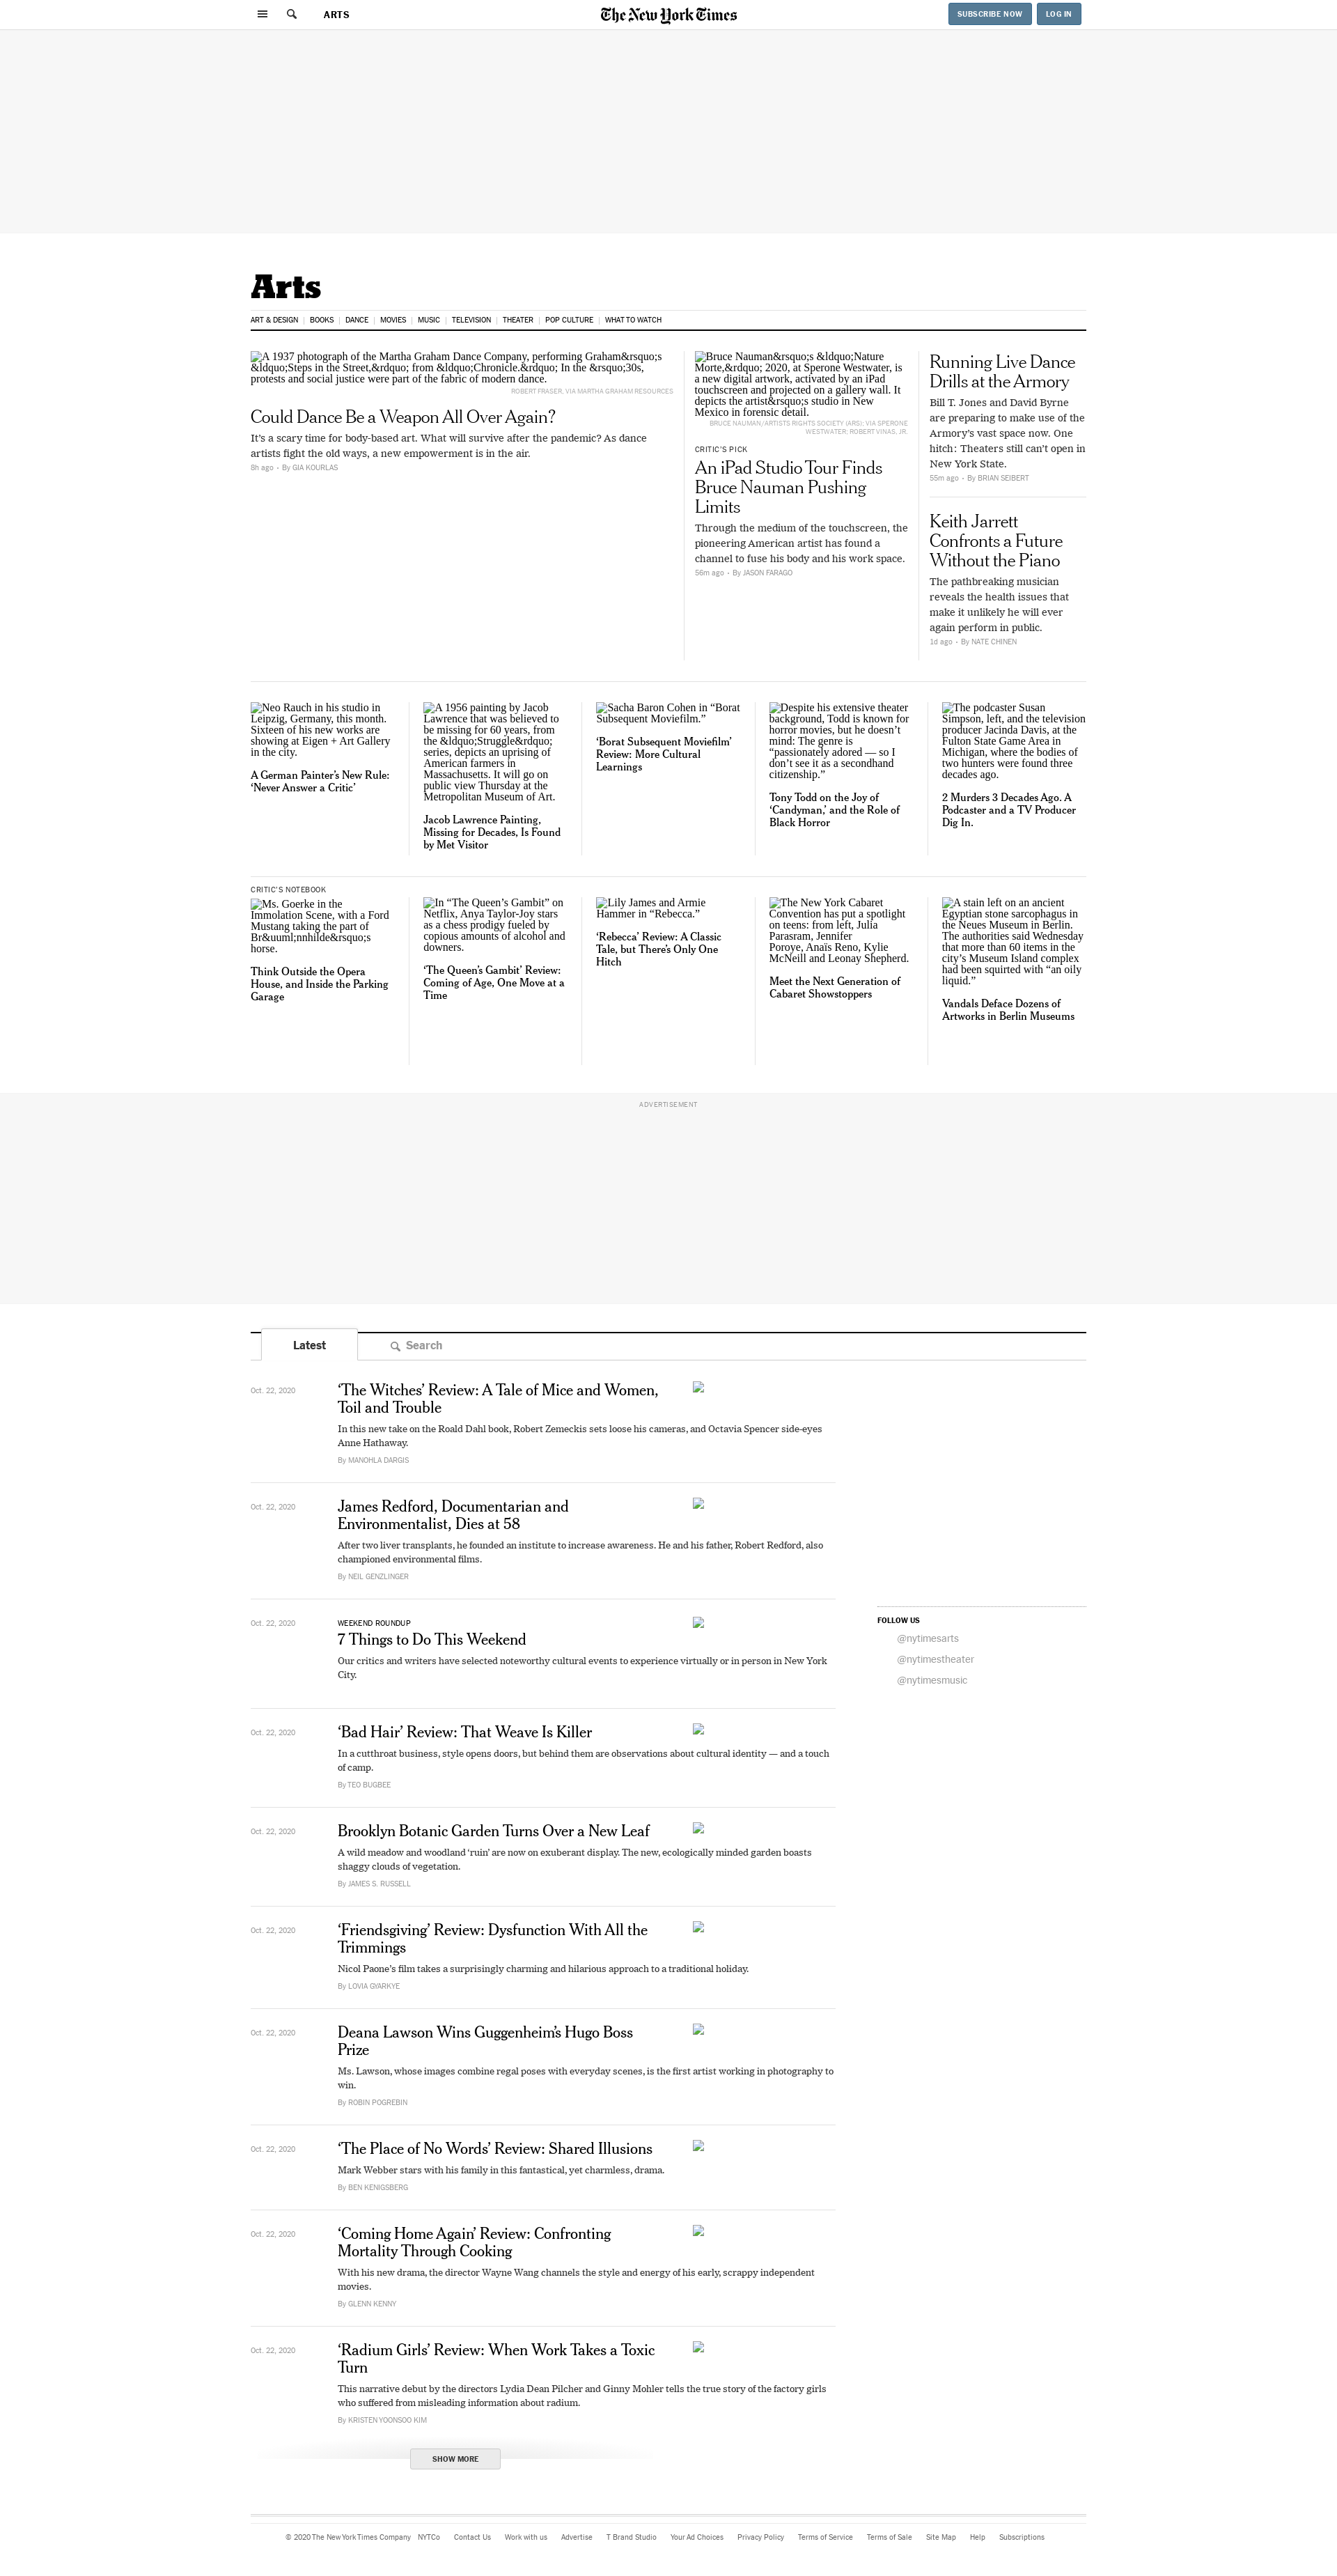 ARTS
The New York Times
SUBSCRIBE NOW
LOG IN
Arts
ART & DESIGN
BOOKS
DANCE
MOVIES
MUSIC
TELEVISION
THEATER
POP CULTURE
WHAT TO WATCH
A 1937 photograph of the Martha Graham Dance Company, performing Graham&rsquo;s
&ldquo;Steps in the Street,&rdquo; from &ldquo;Chronicle.&rdquo; In the &rsquo;30s,
protests and social justice were part of the fabric of modern dance.
ROBERT FRASER, VIA MARTHA GRAHAM RESOURCES
Could Dance Be a Weapon All Over Again?
It's a scary time for body-based art. What will survive after the pandemic? As dance
artists fight the old ways, a new empowerment is in the air.
8h ago • By GIA KOURLAS
Bruce Nauman&rsquo;s &ldquo;Nature
Morte,&rdquo; 2020, at Sperone Westwater, is
a new digital artwork, activated by an iPad
touchscreen and projected on a gallery wall. It
depicts the artist&rsquo;s studio in New
Mexico in forensic detail.
BRUCE NAUMAN/ARTISTS RIGHTS SOCIETY (ARS); VIA SPERONE
WESTWATER; ROBERT VINAS, JR.
CRITIC'S PICK
An iPad Studio Tour Finds
Bruce Nauman Pushing
Limits
Through the medium of the touchscreen, the
pioneering American artist has found a
channel to fuse his body and his work space.
56m ago • By JASON FARAGO
Running Live Dance
Drills at the Armory
Bill T. Jones and David Byrne
are preparing to make use of the
Armory's vast space now. One
hitch: Theaters still can't open in
New York State.
55m ago • By BRIAN SEIBERT
Keith Jarrett
Confronts a Future
Without the Piano
The pathbreaking musician
reveals the health issues that
make it unlikely he will ever
again perform in public.
1d ago • By NATE CHINEN
Neo Rauch in his studio in
Leipzig, Germany, this month.
Sixteen of his new works are
showing at Eigen + Art Gallery
in the city.
A German Painter's New Rule:
‘Never Answer a Critic’
A 1956 painting by Jacob
Lawrence that was believed to
be missing for 60 years, from
the &ldquo;Struggle&rdquo;
series, depicts an uprising of
American farmers in
Massachusetts. It will go on
public view Thursday at the
Metropolitan Museum of Art.
Jacob Lawrence Painting,
Missing for Decades, Is Found
by Met Visitor
Sacha Baron Cohen in “Borat
Subsequent Moviefilm.”
‘Borat Subsequent Moviefilm’
Review: More Cultural
Learnings
Despite his extensive theater
background, Todd is known for
horror movies, but he doesn’t
mind: The genre is
“passionately adored — so I
don’t see it as a secondhand
citizenship.”
Tony Todd on the Joy of
‘Candyman,’ and the Role of
Black Horror
The podcaster Susan
Simpson, left, and the television
producer Jacinda Davis, at the
Fulton State Game Area in
Michigan, where the bodies of
two hunters were found three
decades ago.
2 Murders 3 Decades Ago. A
Podcaster and a TV Producer
Dig In.
CRITIC'S NOTEBOOK
Ms. Goerke in the
Immolation Scene, with a Ford
Mustang taking the part of
Br&uuml;nnhilde&rsquo;s
horse.
Think Outside the Opera
House, and Inside the Parking
Garage
In “The Queen’s Gambit” on
Netflix, Anya Taylor-Joy stars
as a chess prodigy fueled by
copious amounts of alcohol and
downers.
‘The Queen’s Gambit’ Review:
Coming of Age, One Move at a
Time
Lily James and Armie
Hammer in “Rebecca.”
‘Rebecca’ Review: A Classic
Tale, but There’s Only One
Hitch
The New York Cabaret
Convention has put a spotlight
on teens: from left, Julia
Parasram, Jennifer
Poroye, Anaïs Reno, Kylie
McNeill and Leonay Shepherd.
Meet the Next Generation of
Cabaret Showstoppers
A stain left on an ancient
Egyptian stone sarcophagus in
the Neues Museum in Berlin.
The authorities said Wednesday
that more than 60 items in the
city’s Museum Island complex
had been squirted with “an oily
liquid.”
Vandals Deface Dozens of
Artworks in Berlin Museums
ADVERTISEMENT
Latest
Search
Oct. 22, 2020
‘The Witches’ Review: A Tale of Mice and Women,
Toil and Trouble
In this new take on the Roald Dahl book, Robert Zemeckis sets loose his cameras, and Octavia Spencer side-eyes
Anne Hathaway.
By MANOHLA DARGIS
Oct. 22, 2020
James Redford, Documentarian and
Environmentalist, Dies at 58
After two liver transplants, he founded an institute to increase awareness. He and his father, Robert Redford, also
championed environmental films.
By NEIL GENZLINGER
Oct. 22, 2020
WEEKEND ROUNDUP
7 Things to Do This Weekend
Our critics and writers have selected noteworthy cultural events to experience virtually or in person in New York
City.
FOLLOW US
@nytimesarts
@nytimestheater
@nytimesmusic
Oct. 22, 2020
‘Bad Hair’ Review: That Weave Is Killer
In a cutthroat business, style opens doors, but behind them are observations about cultural identity — and a touch
of camp.
By TEO BUGBEE
Oct. 22, 2020
Brooklyn Botanic Garden Turns Over a New Leaf
A wild meadow and woodland ‘ruin’ are now on exuberant display. The new, ecologically minded garden boasts
shaggy clouds of vegetation.
By JAMES S. RUSSELL
Oct. 22, 2020
‘Friendsgiving’ Review: Dysfunction With All the
Trimmings
Nicol Paone’s film takes a surprisingly charming and hilarious approach to a traditional holiday.
By LOVIA GYARKYE
Oct. 22, 2020
Deana Lawson Wins Guggenheim’s Hugo Boss
Prize
Ms. Lawson, whose images combine regal poses with everyday scenes, is the first artist working in photography to
win.
By ROBIN POGREBIN
Oct. 22, 2020
‘The Place of No Words’ Review: Shared Illusions
Mark Webber stars with his family in this fantastical, yet charmless, drama.
By BEN KENIGSBERG
Oct. 22, 2020
‘Coming Home Again’ Review: Confronting
Mortality Through Cooking
With his new drama, the director Wayne Wang channels the style and energy of his early, scrappy independent
movies.
By GLENN KENNY
Oct. 22, 2020
‘Radium Girls’ Review: When Work Takes a Toxic
Turn
This narrative debut by the directors Lydia Dean Pilcher and Ginny Mohler tells the true story of the factory girls
who suffered from misleading information about radium.
By KRISTEN YOONSOO KIM
SHOW MORE
© 2020 The New York Times Company NYTCo Contact Us Work with us Advertise T Brand Studio Your Ad Choices Privacy Policy Terms of Service Terms of Sale Site Map Help Subscriptions